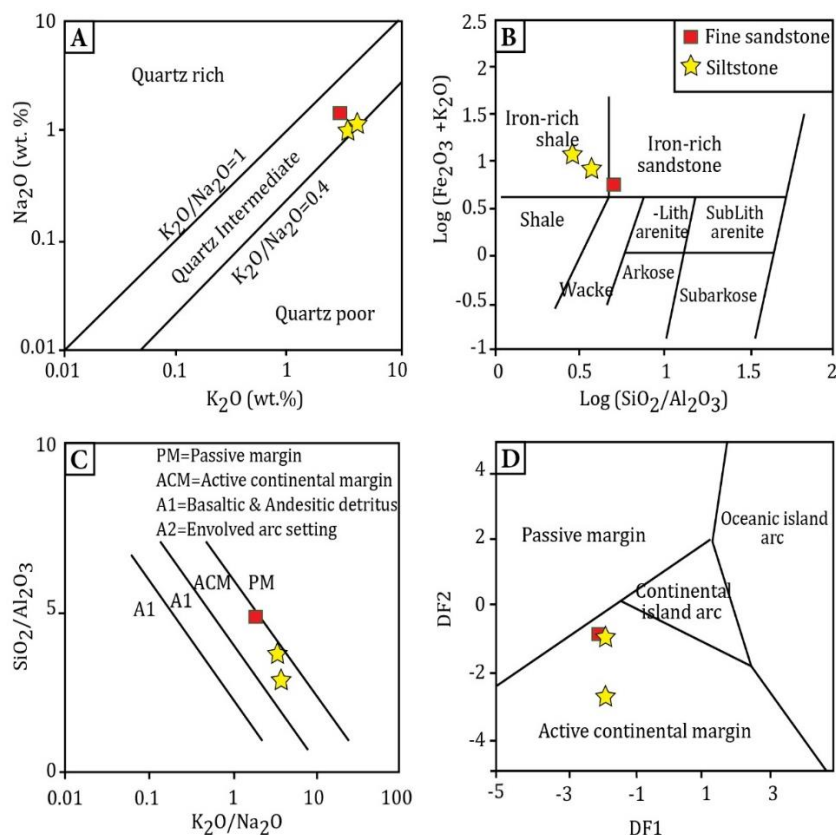 A
Quartz rich
K₂O/Na₂O=1
Quartz Intermediate
K₂O/Na₂O=0.4
Quartz poor
10
1
0.1
0.01
Na₂O (wt. %)
0.01
0.1
1
10
K₂O (wt.%)
B
Fine sandstone
Siltstone
Iron-rich
shale
Iron-rich
sandstone
Shale
-Lith
arenite
SubLith
arenite
Wacke
Arkose
Subarkose
2.5
2
1.5
1
0.5
0
-0.5
-1
Log (Fe₂O₃ +K₂O)
0
0.5
1
1.5
2
Log (SiO₂/Al₂O₃)
C
PM=Passive margin
ACM=Active continental margin
A1=Basaltic & Andesitic detritus
A2=Envolved arc setting
A1
A1
ACM
PM
10
5
0
SiO₂/Al₂O₃
0.01
0.1
1
10
100
K₂O/Na₂O
D
Passive margin
Oceanic island
arc
Continental
island arc
Active continental margin
4
2
0
-2
-4
DF2
-5
-3
-1
1
3
DF1